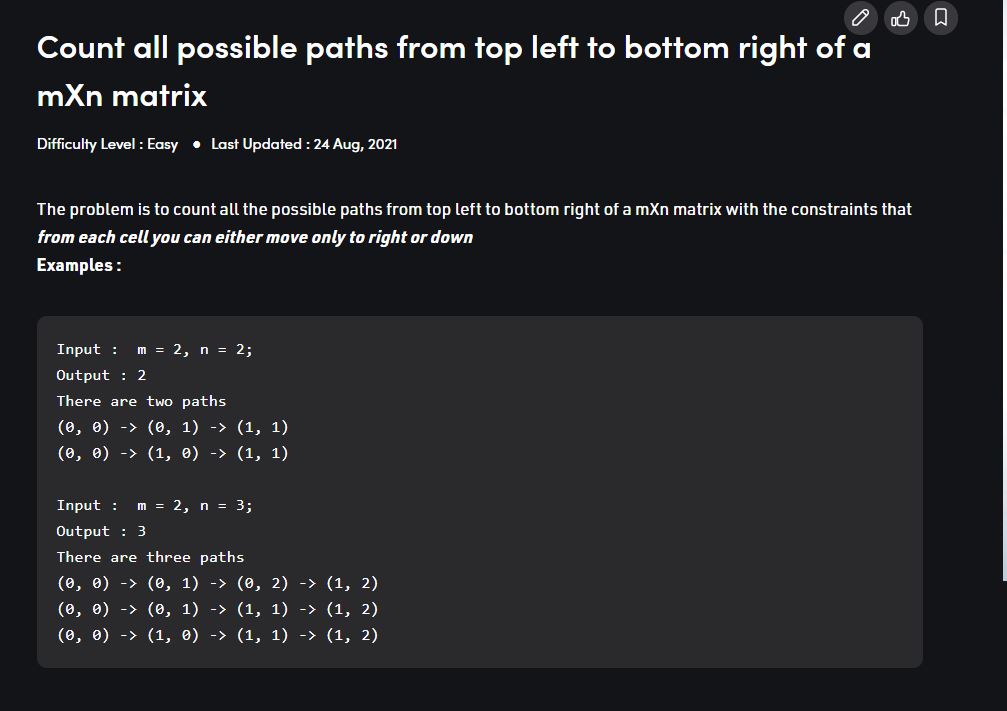 Count all possible paths from top left to bottom right of a
mXn matrix
Difficulty Level : Easy ● Last Updated : 24 Aug, 2021
The problem is to count all the possible paths from top left to bottom right of a mXn matrix with the constraints that
from each cell you can either move only to right or down
Examples :
Input :  m = 2, n = 2;
Output : 2
There are two paths
(0, 0) -> (0, 1) -> (1, 1)
(0, 0) -> (1, 0) -> (1, 1)
Input :  m = 2, n = 3;
Output : 3
There are three paths
(0, 0) -> (0, 1) -> (0, 2) -> (1, 2)
(0, 0) -> (0, 1) -> (1, 1) -> (1, 2)
(0, 0) -> (1, 0) -> (1, 1) -> (1, 2)